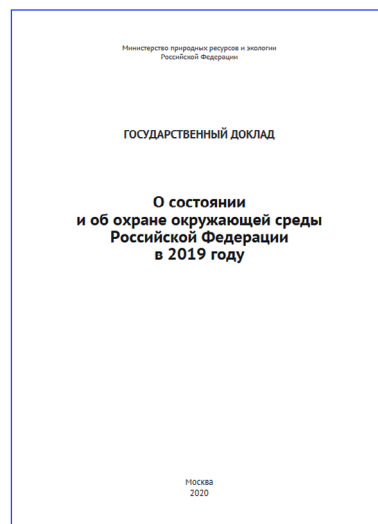 Министерство природных ресурсов и экологии
Российской Федерации
ГОСУДАРСТВЕННЫЙ ДОКЛАД
О состоянии
и об охране окружающей среды
Российской Федерации
в 2019 году
Москва
2020